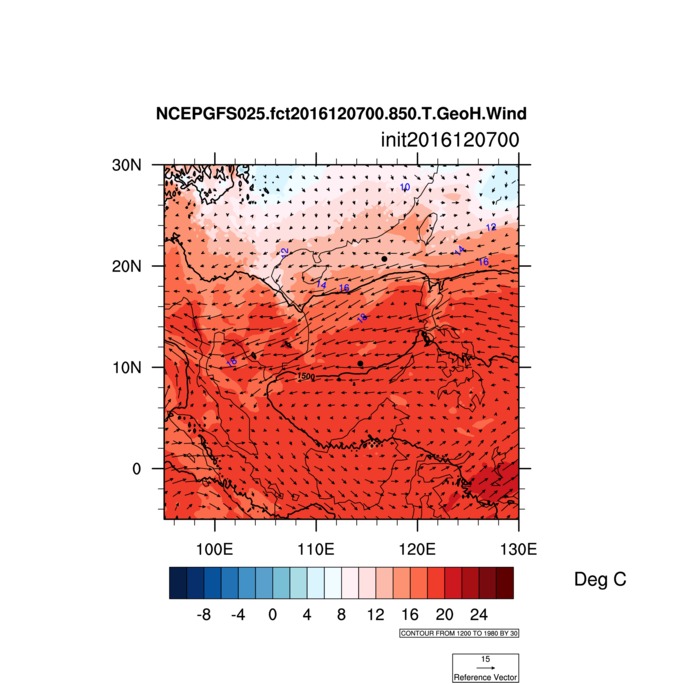 NCEPGFS025.fct2016120700.850.T.GeoH.Wind
init2016120700
30N
10
12
12
14
20N
16
14
16
18
10N
16
1500
0
100E 110E 120E 130E
Deg C
-8 -4 0 4 8 12 16 20 24
CONTOUR FROM 1200 TO 1980 BY 30
15
Reference Vector